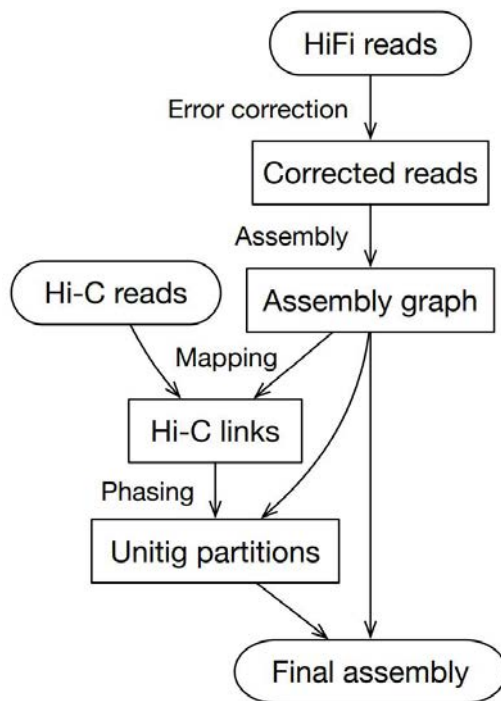 HiFi reads
Error correction
Corrected reads
Assembly
Hi-C reads
Assembly graph
Mapping
Hi-C links
Phasing
Unitig partitions
Final assembly